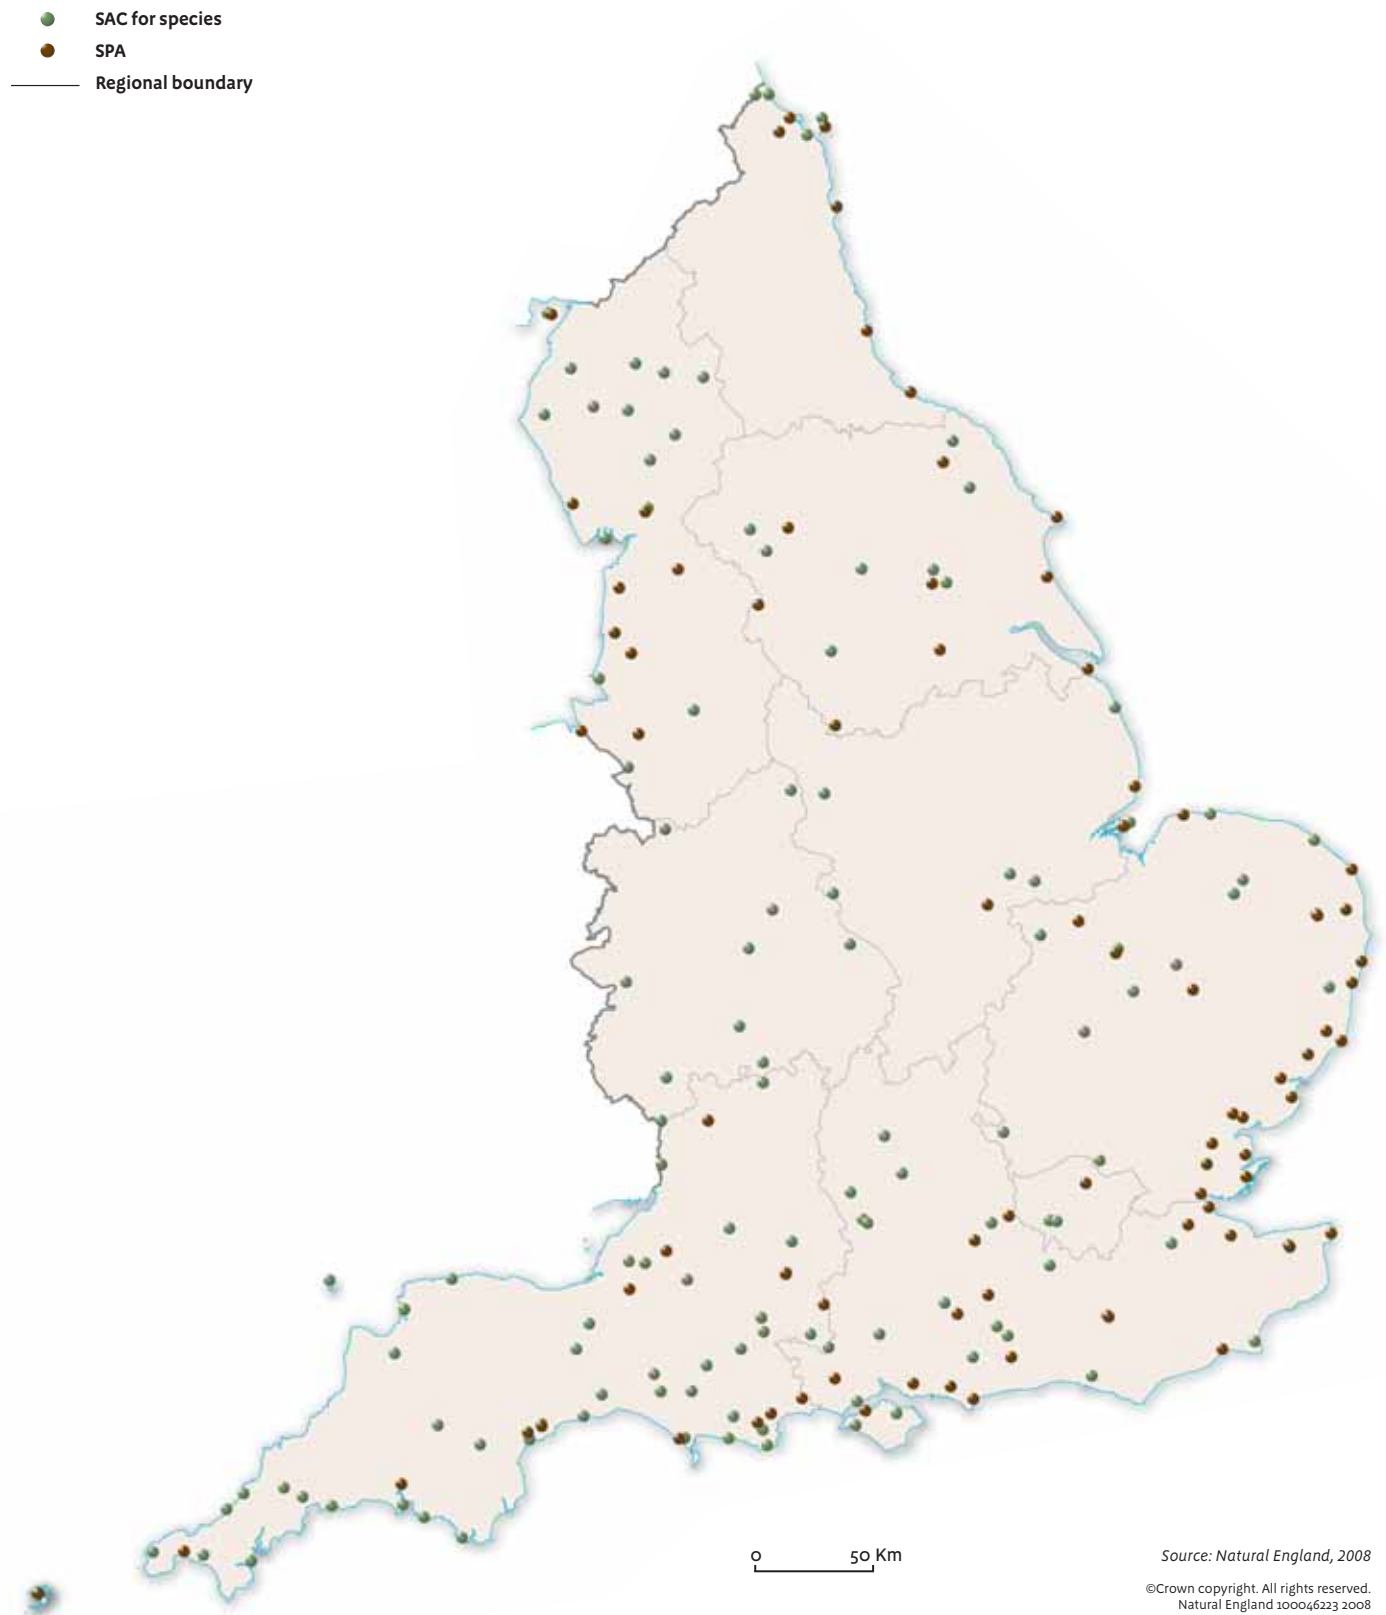 SAC for species
SPA
Regional boundary
0 50 Km
Source: Natural England, 2008
©Crown copyright. All rights reserved.
Natural England 100046223 2008